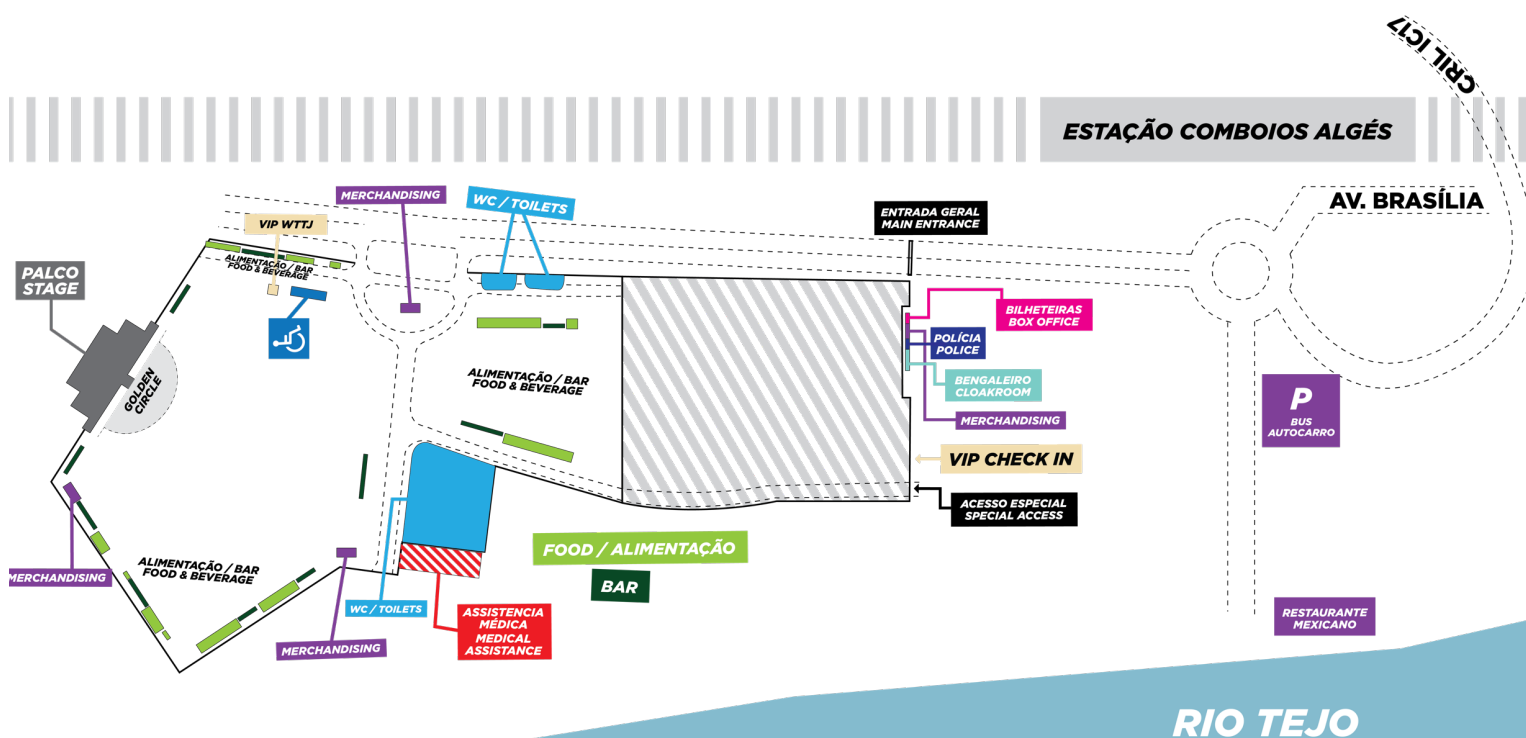 CRIL IC17
ESTAÇÃO COMBOIOS ALGÉS
MERCHANDISING
WC / TOILETS
AV. BRASÍLIA
ENTRADA GERAL
MAIN ENTRANCE
VIP WTTJ
ALIMENTAÇÃO / BAR
FOOD & BEVERAGE
PALCO
STAGE
BILHETEIRAS
BOX OFFICE
POLÍCIA
POLICE
GOLDEN
CIRCLE
ALIMENTAÇÃO / BAR
FOOD & BEVERAGE
BENGALEIRO
CLOAKROOM
P
BUS
AUTOCARRO
MERCHANDISING
VIP CHECK IN
ACESSO ESPECIAL
SPECIAL ACCESS
FOOD / ALIMENTAÇÃO
BAR
ALIMENTAÇÃO / BAR
FOOD & BEVERAGE
MERCHANDISING
WC / TOILETS
ASSISTENCIA
MÉDICA
MEDICAL
ASSISTANCE
MERCHANDISING
RESTAURANTE
MEXICANO
RIO TEJO